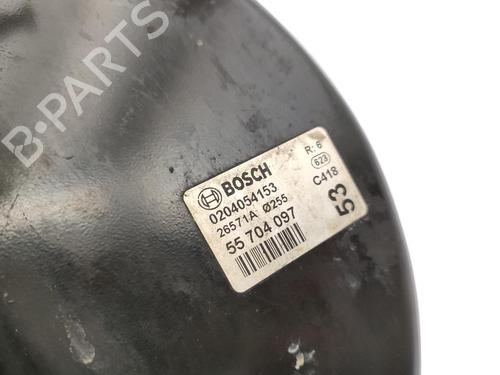 B-PARTS
BOSCH
0204054153
26571A Ø255
55 704 097
R: 6
623
C418
53